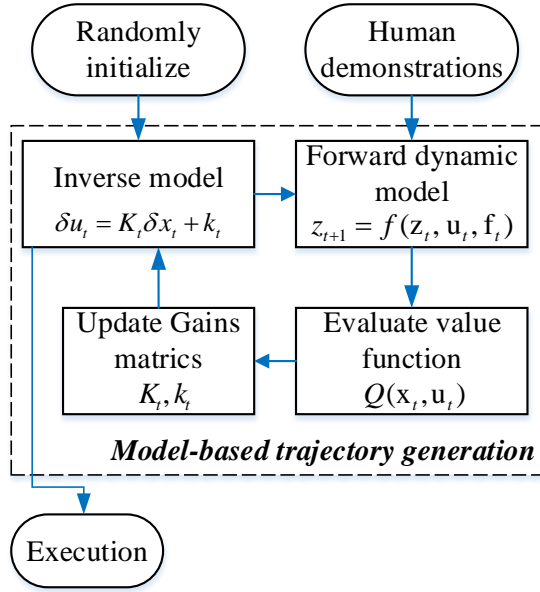 Randomly
initialize
Human
demonstrations
Inverse model
δu_t = K_t δx_t + k_t
Forward dynamic
model
z_{t+1} = f(z_t, u_t, f_t)
Update Gains
matrics
K_t, k_t
Evaluate value
function
Q(x_t, u_t)
Model-based trajectory generation
Execution